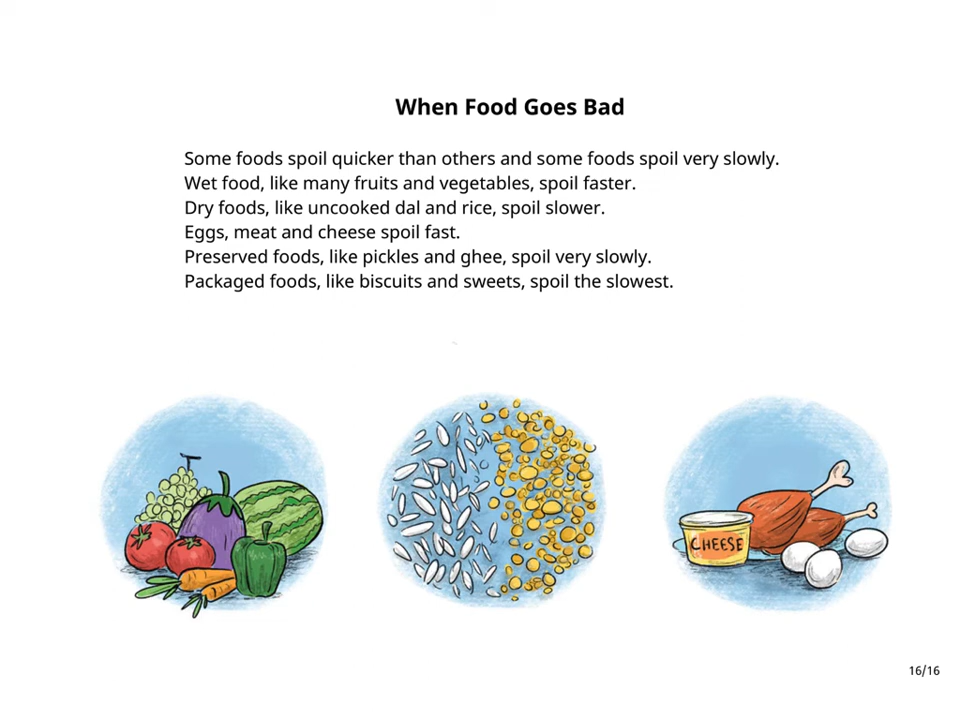 When Food Goes Bad
Some foods spoil quicker than others and some foods spoil very slowly.
Wet food, like many fruits and vegetables, spoil faster.
Dry foods, like uncooked dal and rice, spoil slower.
Eggs, meat and cheese spoil fast.
Preserved foods, like pickles and ghee, spoil very slowly.
Packaged foods, like biscuits and sweets, spoil the slowest.
CHEESE
16/16